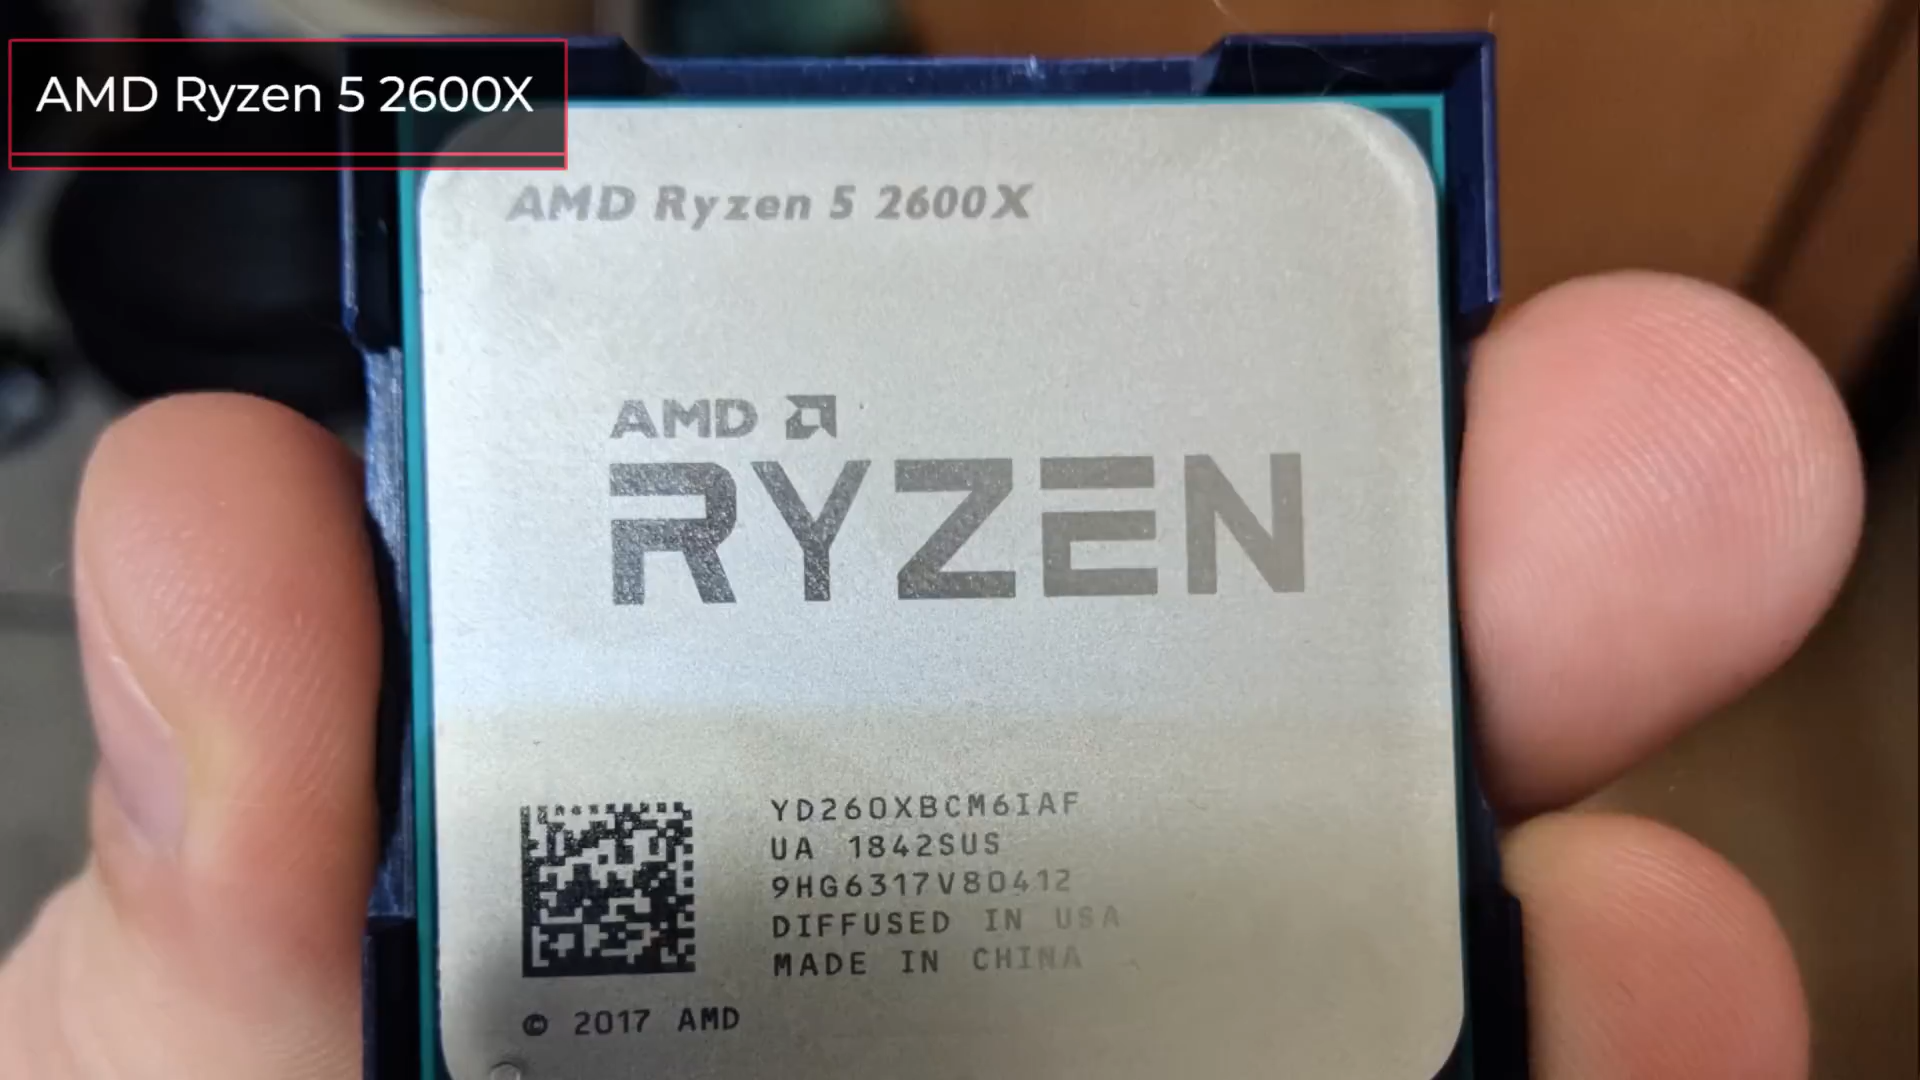 AMD Ryzen 5 2600X
AMD Ryzen 5 2600X
AMD
RYZEN
YD260XBCM6IAF
UA 1842SUS
9HG6317V80412
DIFFUSED IN USA
MADE IN CHINA
© 2017 AMD